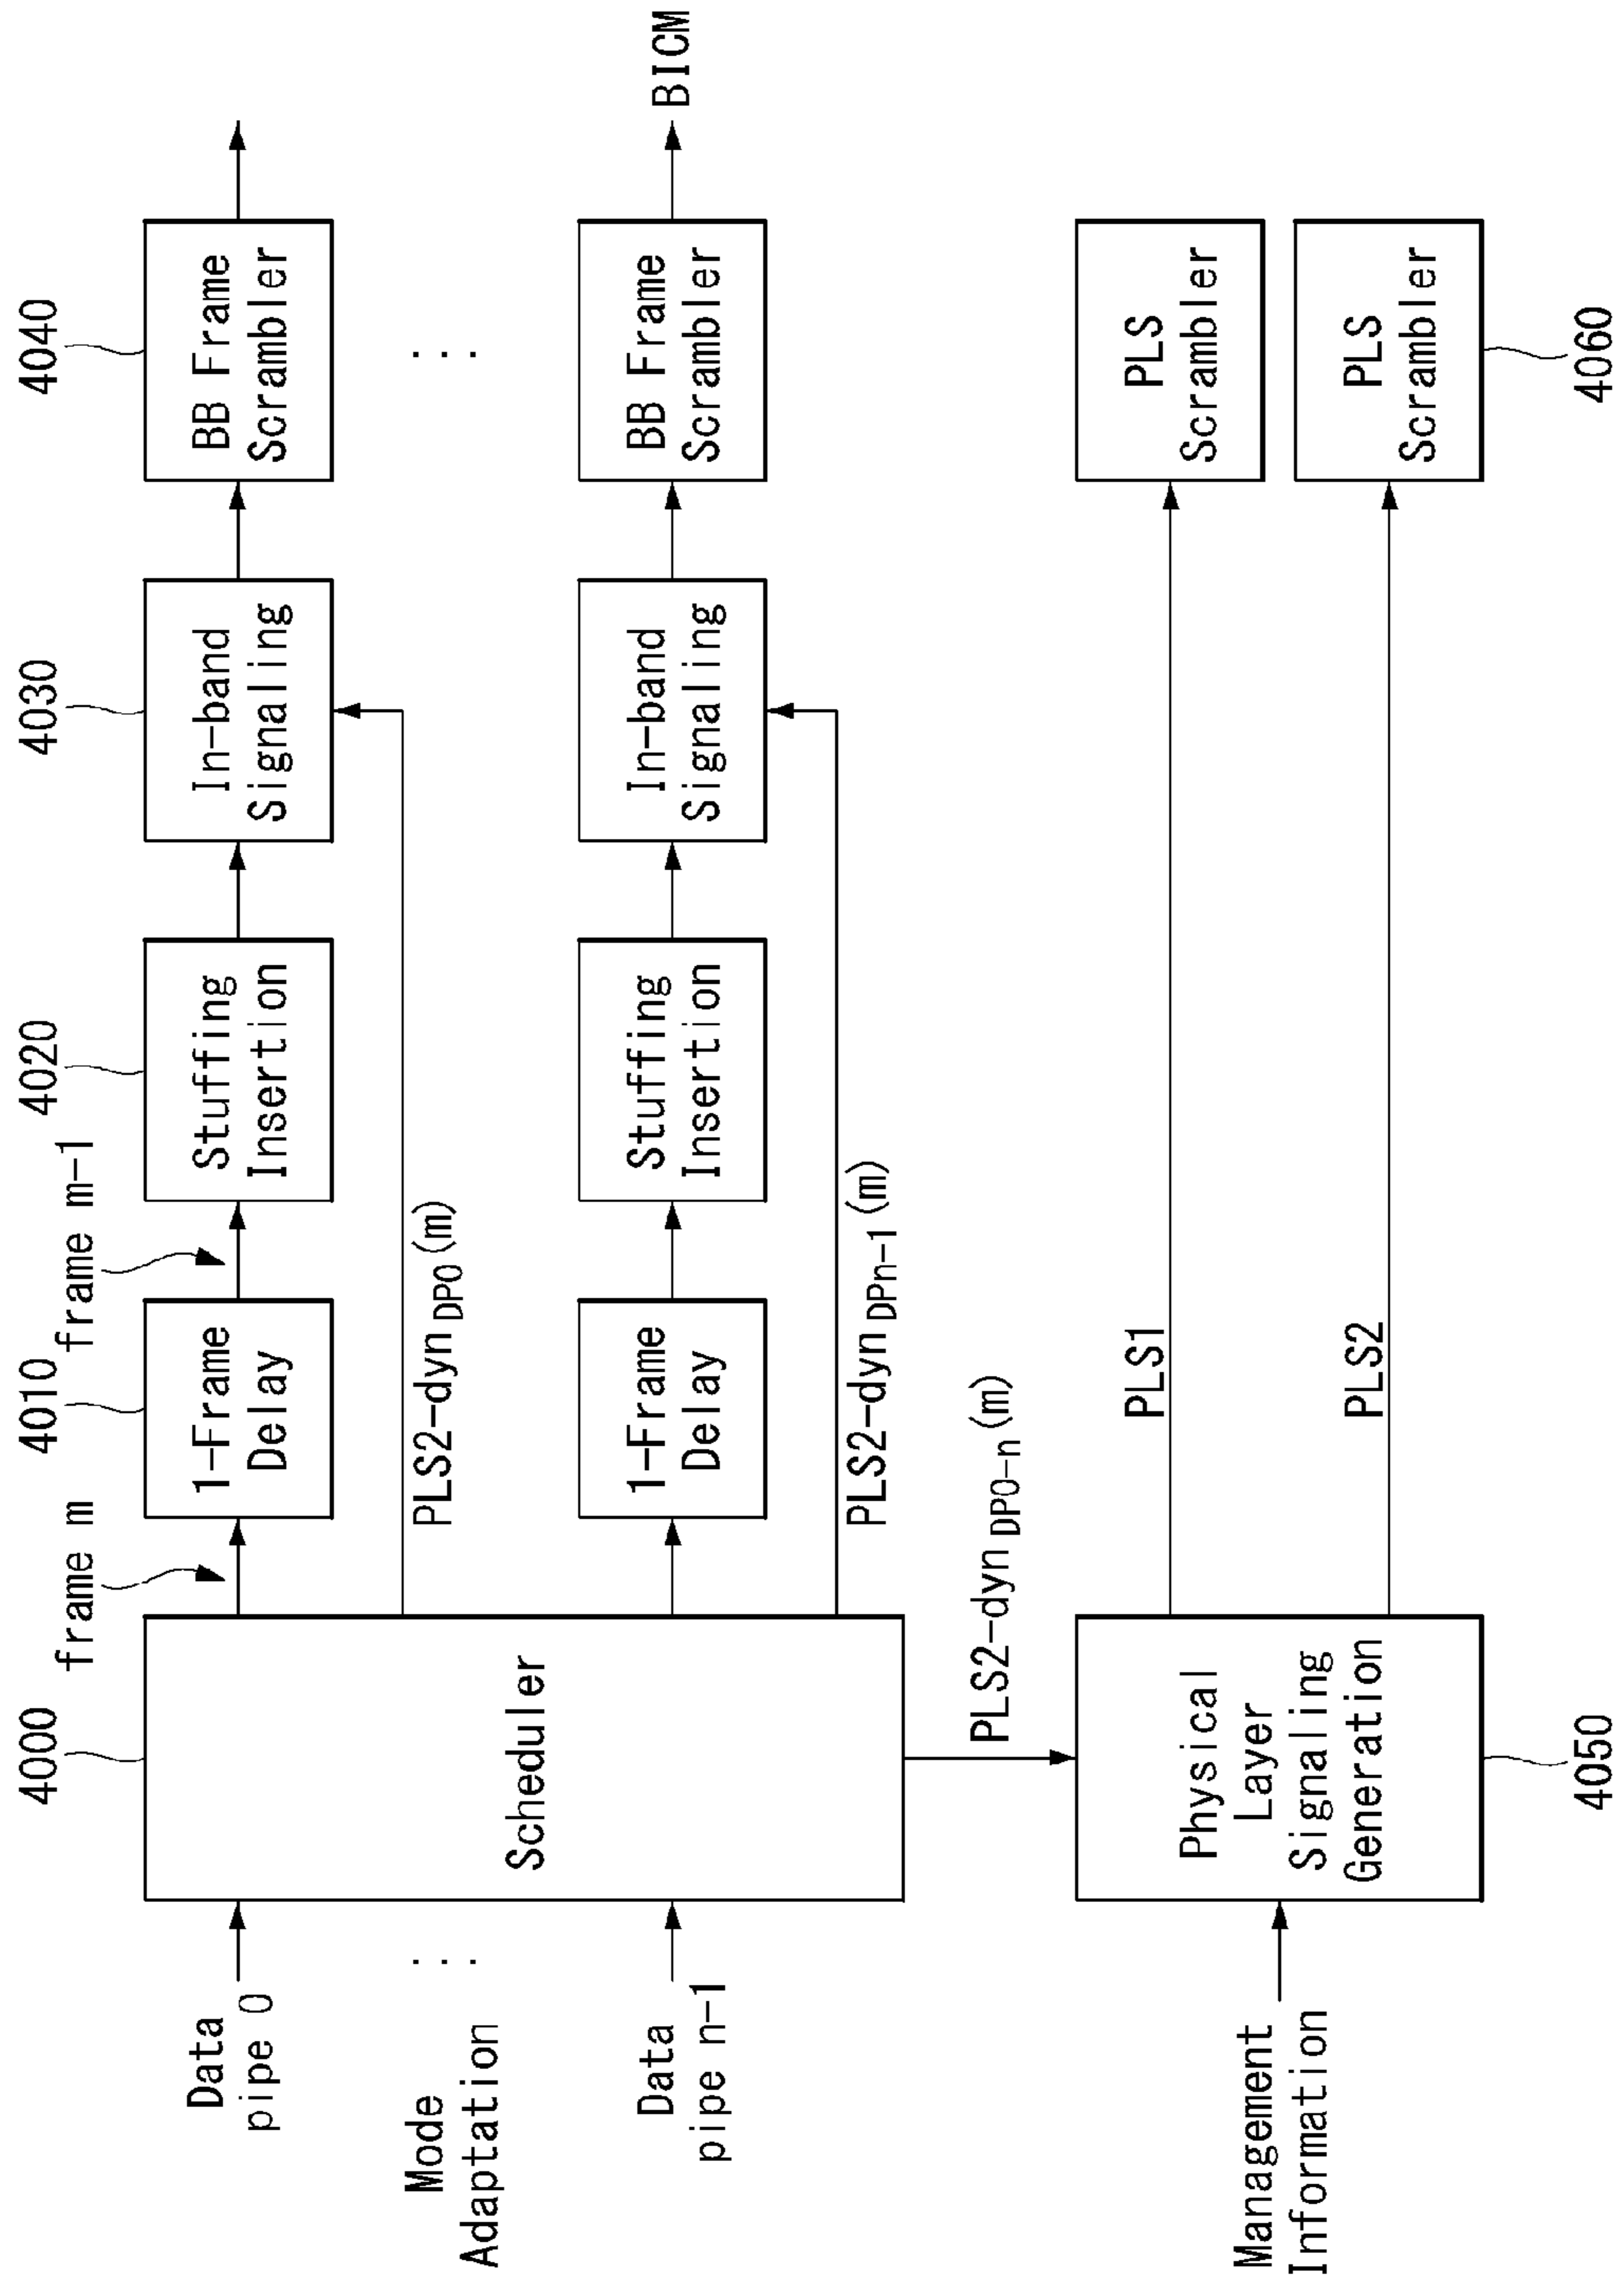 4000
4010
4020
4030
4040
frame m
frame m-1
Data
pipe 0
Mode
Adaptation
...
Data
pipe n-1
Scheduler
1-Frame
Delay
Stuffing
Insertion
In-band
Signaling
BB Frame
Scrambler
PLS2-dyn DP0(m)
...
1-Frame
Delay
Stuffing
Insertion
In-band
Signaling
BB Frame
Scrambler
BICM
PLS2-dyn DPn-1(m)
PLS2-dyn DP0-n(m)
Management
Information
Physical
Layer
Signaling
Generation
PLS1
PLS
Scrambler
PLS2
PLS
Scrambler
4050
4060